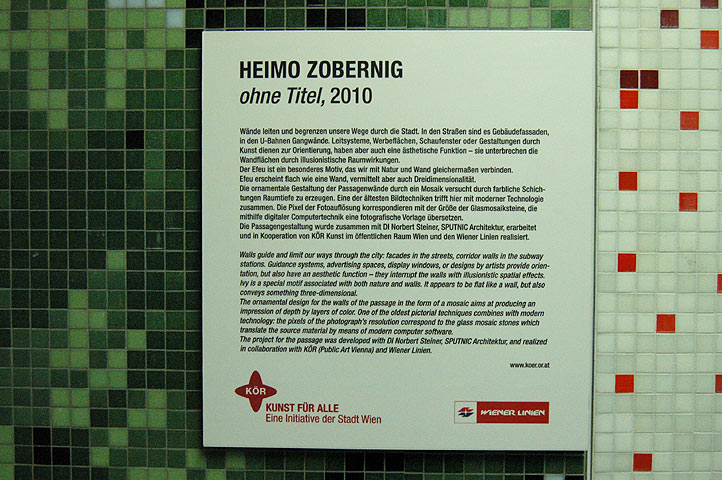 HEIMO ZOBERNIG
ohne Titel, 2010
Wände leiten und begrenzen unsere Wege durch die Stadt. In den Straßen sind es Gebäudefassaden,
in den U-Bahnen Gangwände. Leitsysteme, Werbeflächen, Schaufenster oder Gestaltungen durch
Kunst dienen zur Orientierung, haben aber auch eine ästhetische Funktion – sie unterbrechen die
Wandflächen durch illusionistische Raumwirkungen.
Der Efeu ist ein besonderes Motiv, das wir mit Natur und Wand gleichermaßen verbinden.
Efeu erscheint flach wie eine Wand, vermittelt aber auch Dreidimensionalität.
Die ornamentale Gestaltung der Passagenwände durch ein Mosaik versucht durch farbliche Schich-
tungen Raumtiefe zu erzeugen. Eine der ältesten Bildtechniken trifft hier mit moderner Technologie
zusammen. Die Pixel der Fotoauflösung korrespondieren mit der Größe der Glasmosaiksteine, die
mithilfe digitaler Computertechnik eine fotografische Vorlage übersetzen.
Die Passagengestaltung wurde zusammen mit DI Norbert Steiner, SPUTNIC Architektur, erarbeitet
und in Kooperation von KÖR Kunst im öffentlichen Raum Wien und den Wiener Linien realisiert.
Walls guide and limit our ways through the city: facades in the streets, corridor walls in the subway
stations. Guidance systems, advertising spaces, display windows, or designs by artists provide orien-
tation, but also have an aesthetic function – they interrupt the walls with illusionistic spatial effects.
Ivy is a special motif associated with both nature and walls. It appears to be flat like a wall, but also
conveys something three-dimensional.
The ornamental design for the walls of the passage in the form of a mosaic aims at producing an
impression of depth by layers of color. One of the oldest pictorial techniques combines with modern
technology: the pixels of the photograph's resolution correspond to the glass mosaic stones which
translate the source material by means of modern computer software.
The project for the passage was developed with DI Norbert Steiner, SPUTNIC Architektur, and realized
in collaboration with KÖR (Public Art Vienna) and Wiener Linien.
www.koer.or.at
KÖR
KUNST FÜR ALLE
Eine Initiative der Stadt Wien
WIENER LINIEN